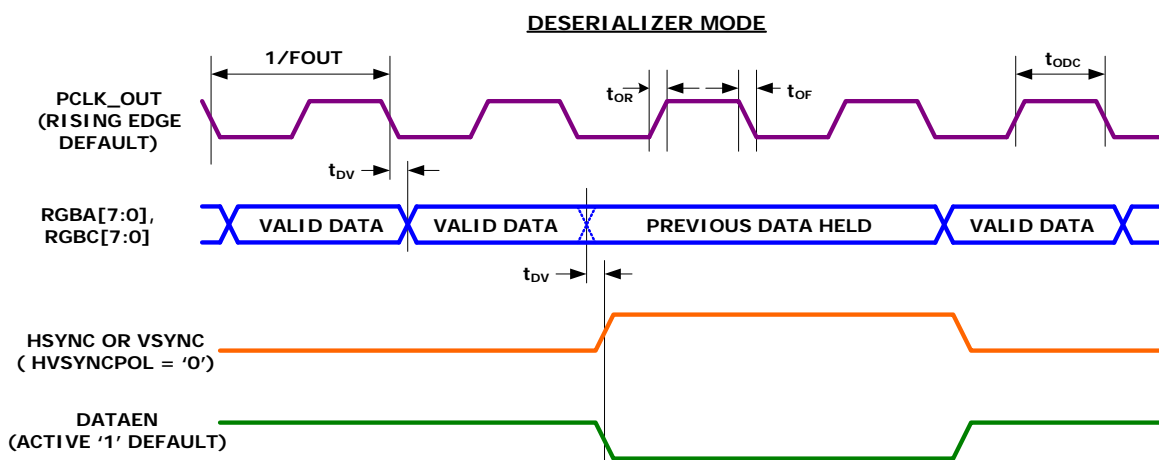 DESERIALIZER MODE
1/FOUT
tODC
PCLK_OUT
(RISING EDGE
DEFAULT)
tOR
tOF
tDV
RGBA[7:0],
RGBC[7:0]
VALID DATA
VALID DATA
PREVIOUS DATA HELD
VALID DATA
tDV
HSYNC OR VSYNC
( HVSYNCPOL = ‘0’)
DATAEN
(ACTIVE ‘1’ DEFAULT)